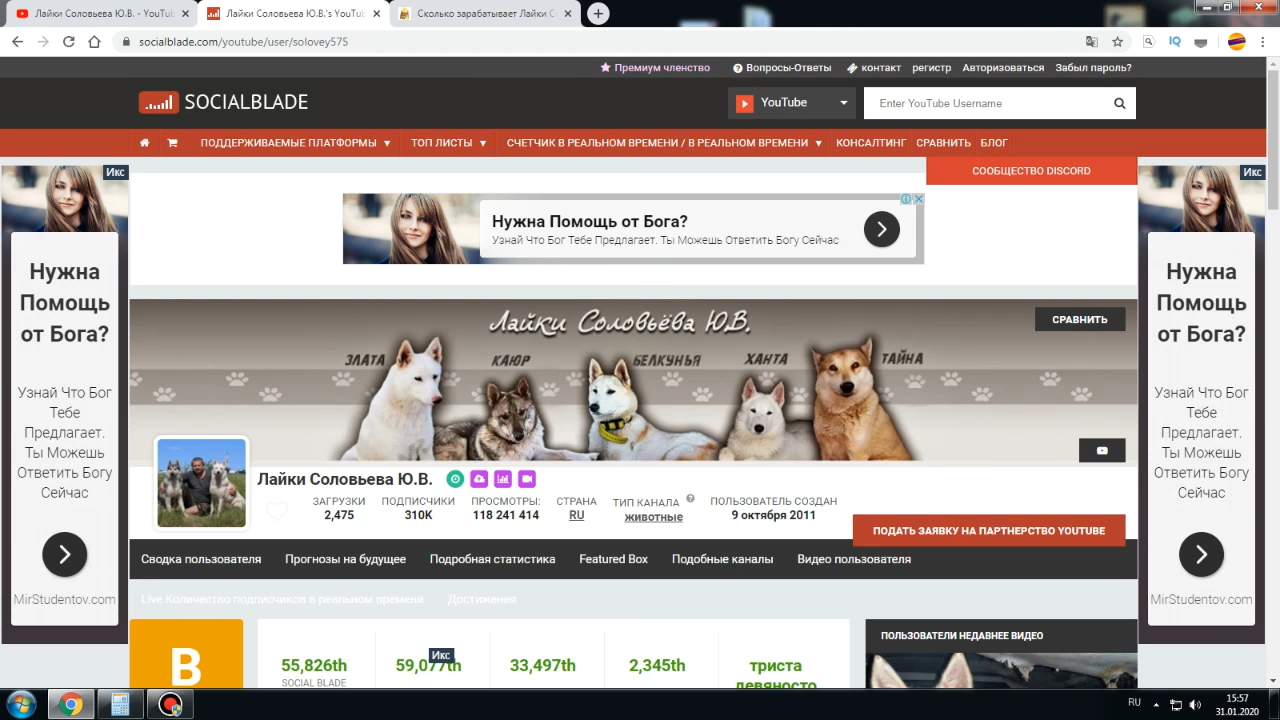 Лайки Соловьева Ю.В. - YouTube
Лайки Соловьева Ю.В.'s YouTub
Сколько зарабатывает Лайки С
socialblade.com/youtube/user/solovey575
Премиум членство
Вопросы-Ответы
контакт
регистр
Авторизоваться
Забыл пароль?
SOCIALBLADE
YouTube
Enter YouTube Username
ПОДДЕРЖИВАЕМЫЕ ПЛАТФОРМЫ
ТОП ЛИСТЫ
СЧЕТЧИК В РЕАЛЬНОМ ВРЕМЕНИ / В РЕАЛЬНОМ ВРЕМЕНИ
КОНСАЛТИНГ
СРАВНИТЬ
БЛОГ
СООБЩЕСТВО DISCORD
Икс
Нужна
Помощь
от Бога?
Узнай Что Бог
Тебе
Предлагает.
Ты Можешь
Ответить Богу
Сейчас
MirStudentov.com
Нужна Помощь от Бога?
Узнай Что Бог Тебе Предлагает. Ты Можешь Ответить Богу Сейчас
Икс
Нужна
Помощь
от Бога?
Узнай Что Бог
Тебе
Предлагает.
Ты Можешь
Ответить Богу
Сейчас
MirStudentov.com
Лайки Соловьёва Ю.В.
СРАВНИТЬ
ЗЛАТА
КАЮР
БЕЛКУНЬЯ
ХАНТА
ТАЙНА
Лайки Соловьева Ю.В.
ЗАГРУЗКИ
2,475
ПОДПИСЧИКИ
310K
ПРОСМОТРЫ:
118 241 414
СТРАНА
RU
ТИП КАНАЛА
животные
ПОЛЬЗОВАТЕЛЬ СОЗДАН
9 октября 2011
ПОДАТЬ ЗАЯВКУ НА ПАРТНЕРСТВО YOUTUBE
Сводка пользователя
Прогнозы на будущее
Подробная статистика
Featured Box
Подобные каналы
Видео пользователя
Live Количество подписчиков в реальном времени
Достижения
B
55,826th
SOCIAL BLADE
59,077th
Икс
33,497th
2,345th
триста
девяносто
ПОЛЬЗОВАТЕЛИ НЕДАВНЕЕ ВИДЕО
RU
15:57
31.01.2020